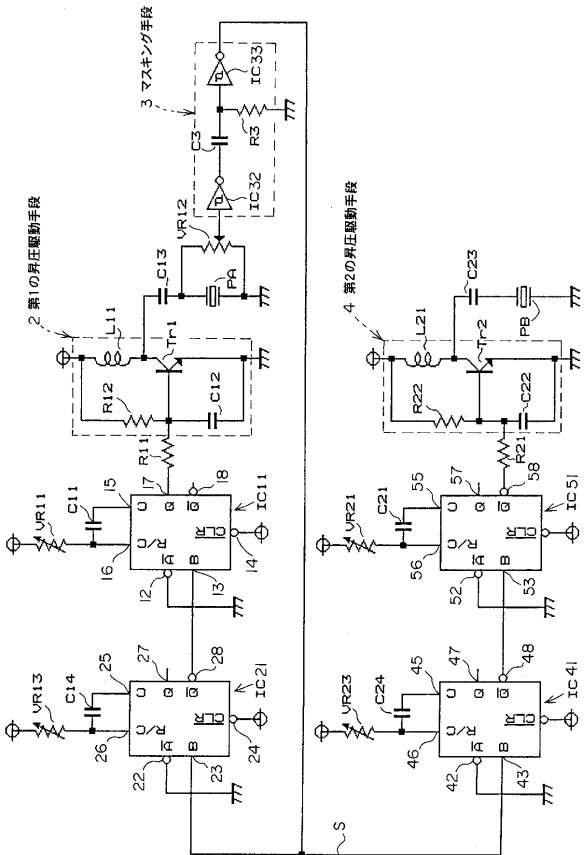 3 マスキング手段
IC33
R3
C3
IC32
VR12
2 第1の昇圧駆動手段
L11
C13
PA
Tr1
R12
C12
R11
VR11
C11
16
15
C/R
C
17
Q
18
Q
A
B
CLR
12
13
14
IC11
VR13
C14
26
25
C/R
C
27
Q
28
Q
A
B
CLR
22
23
24
IC21
4 第2の昇圧駆動手段
L21
C23
PB
Tr2
R22
C22
R21
VR21
C21
56
55
C/R
C
57
Q
58
Q
A
B
CLR
52
53
IC51
VR23
C24
46
45
C/R
C
47
Q
48
Q
A
B
CLR
42
43
IC41
S